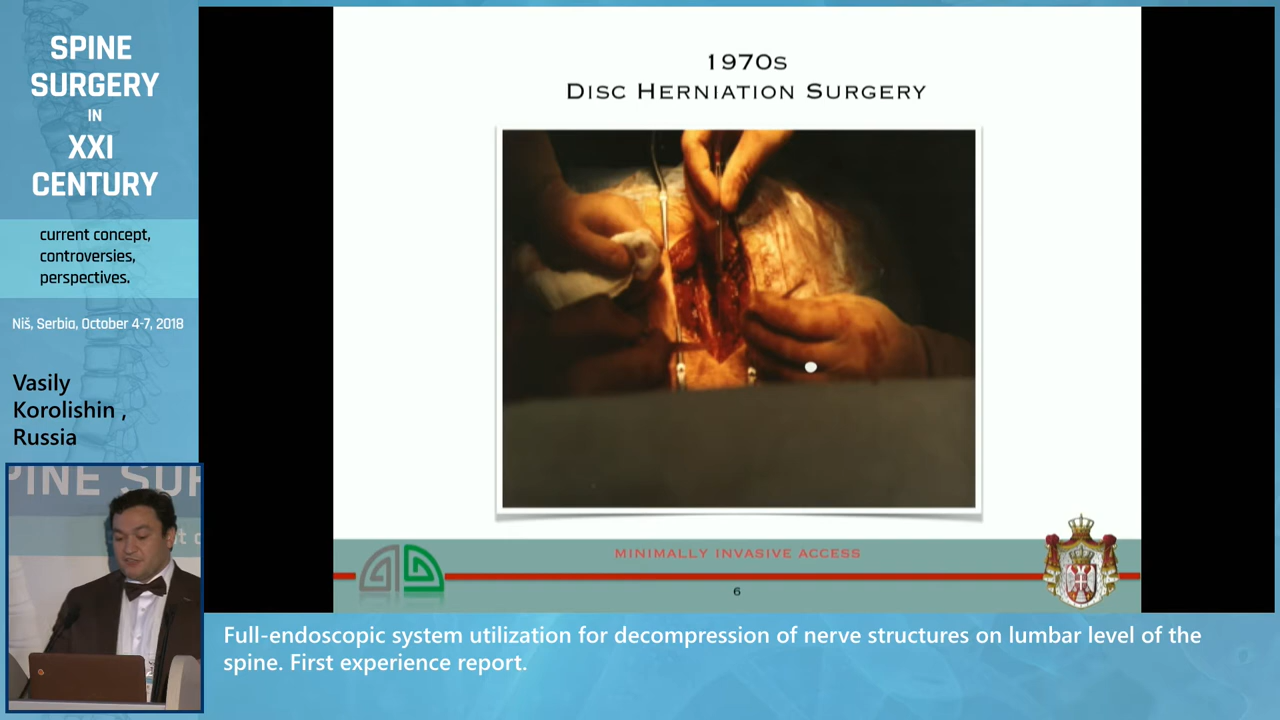 SPINE
SURGERY
IN
XXI
CENTURY
current concept,
controversies,
perspectives.
Niš, Serbia, October 4-7, 2018
Vasily
Korolishin ,
Russia
PINE SUR
1970s
Disc Herniation Surgery
MINIMALLY INVASIVE ACCESS
6
Full-endoscopic system utilization for decompression of nerve structures on lumbar level of the
spine. First experience report.